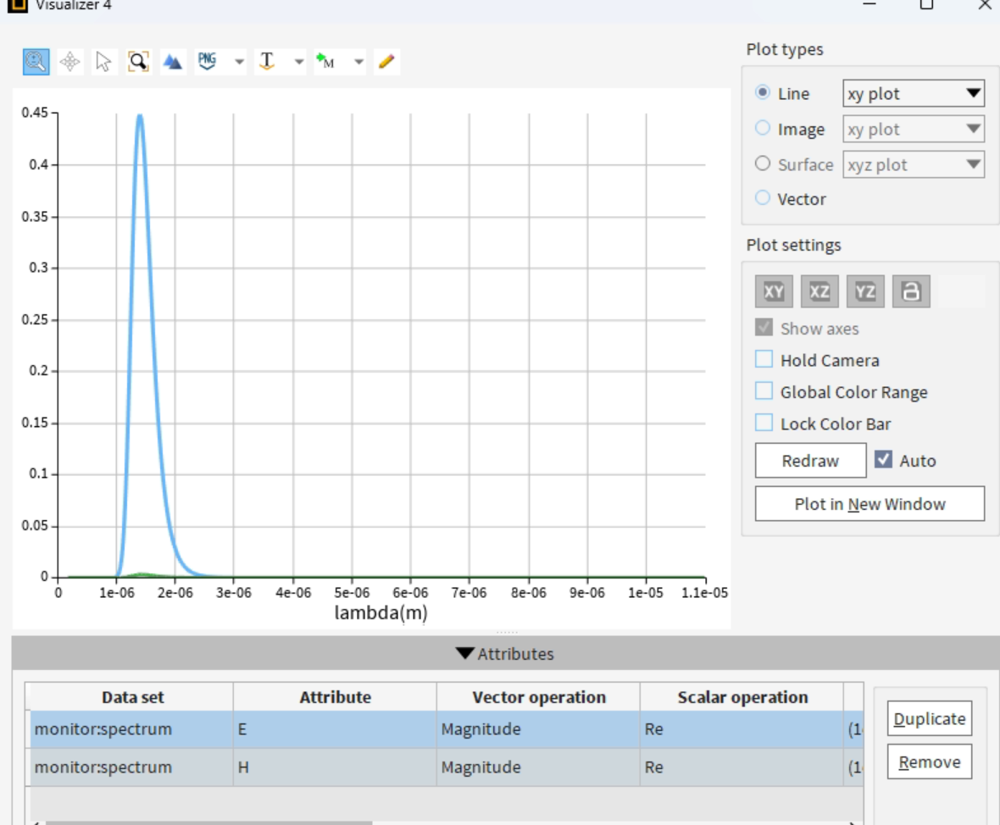 Visualizer 4
PNG
T
M
Plot types
Line
xy plot
Image
xy plot
Surface
xyz plot
Vector
Plot settings
XY
XZ
YZ
Show axes
Hold Camera
Global Color Range
Lock Color Bar
Redraw
Auto
Plot in New Window
0.45
0.4
0.35
0.3
0.25
0.2
0.15
0.1
0.05
0
0 1e-06 2e-06 3e-06 4e-06 5e-06 6e-06 7e-06 8e-06 9e-06 1e-05 1.1e-05
lambda(m)
Attributes
Data set Attribute Vector operation Scalar operation
monitor:spectrum E Magnitude Re (1
monitor:spectrum H Magnitude Re (1
Duplicate
Remove